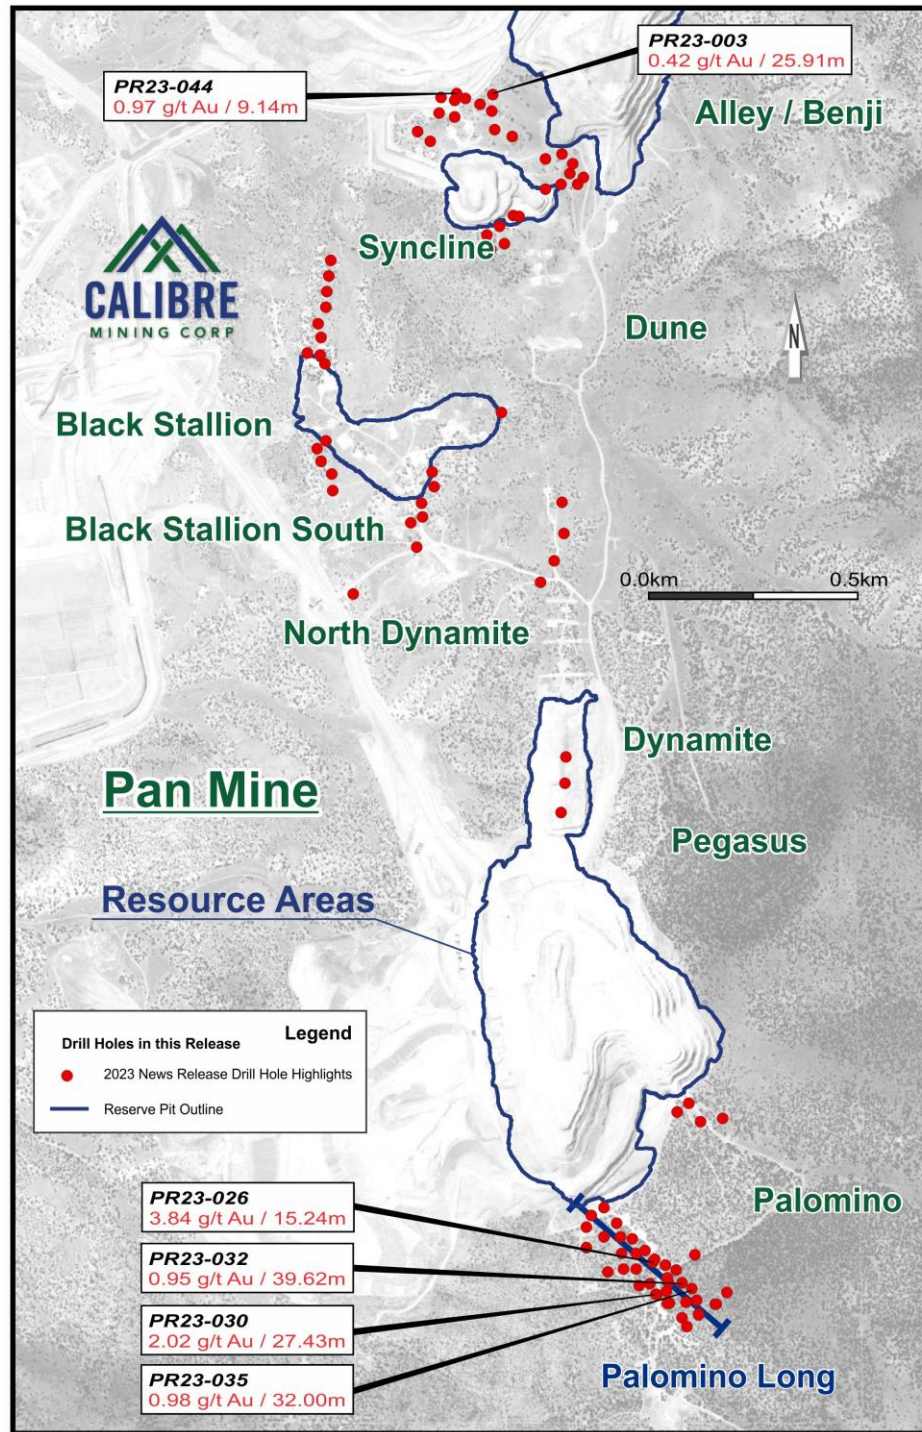 PR23-003
0.42 g/t Au / 25.91m
PR23-044
0.97 g/t Au / 9.14m
Alley / Benji
Syncline
CALIBRE
MINING CORP
Dune
N
Black Stallion
Black Stallion South
0.0km
0.5km
North Dynamite
Dynamite
Pan Mine
Pegasus
Resource Areas
Legend
Drill Holes in this Release
2023 News Release Drill Hole Highlights
Reserve Pit Outline
PR23-026
3.84 g/t Au / 15.24m
Palomino
PR23-032
0.95 g/t Au / 39.62m
PR23-030
2.02 g/t Au / 27.43m
PR23-035
0.98 g/t Au / 32.00m
Palomino Long